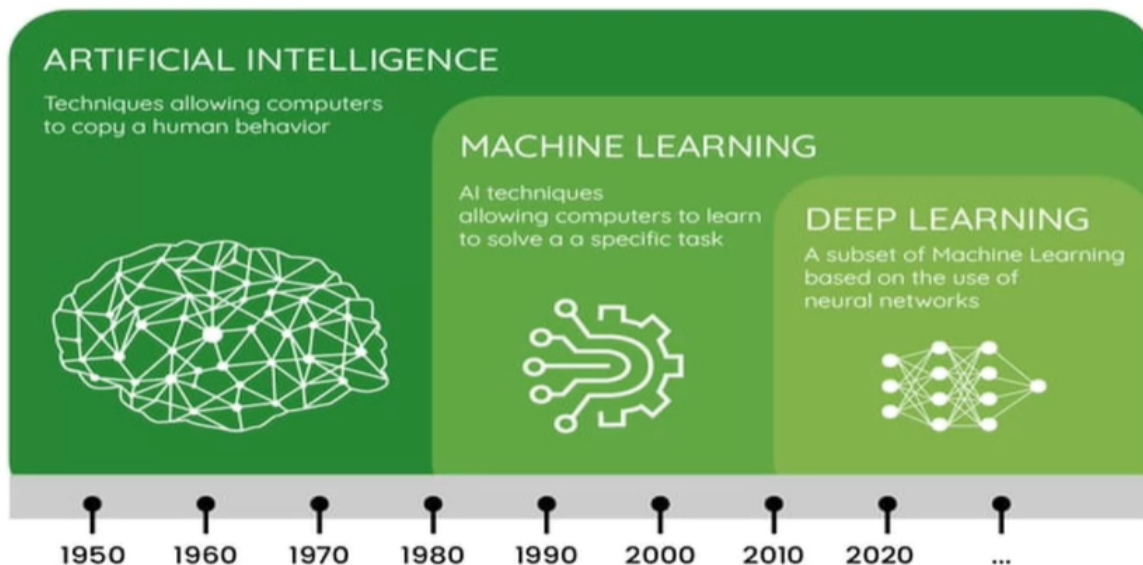 ARTIFICIAL INTELLIGENCE
Techniques allowing computers
to copy a human behavior
MACHINE LEARNING
AI techniques
allowing computers to learn
to solve a a specific task
DEEP LEARNING
A subset of Machine Learning
based on the use of
neural networks
1950 1960 1970 1980 1990 2000 2010 2020 ...